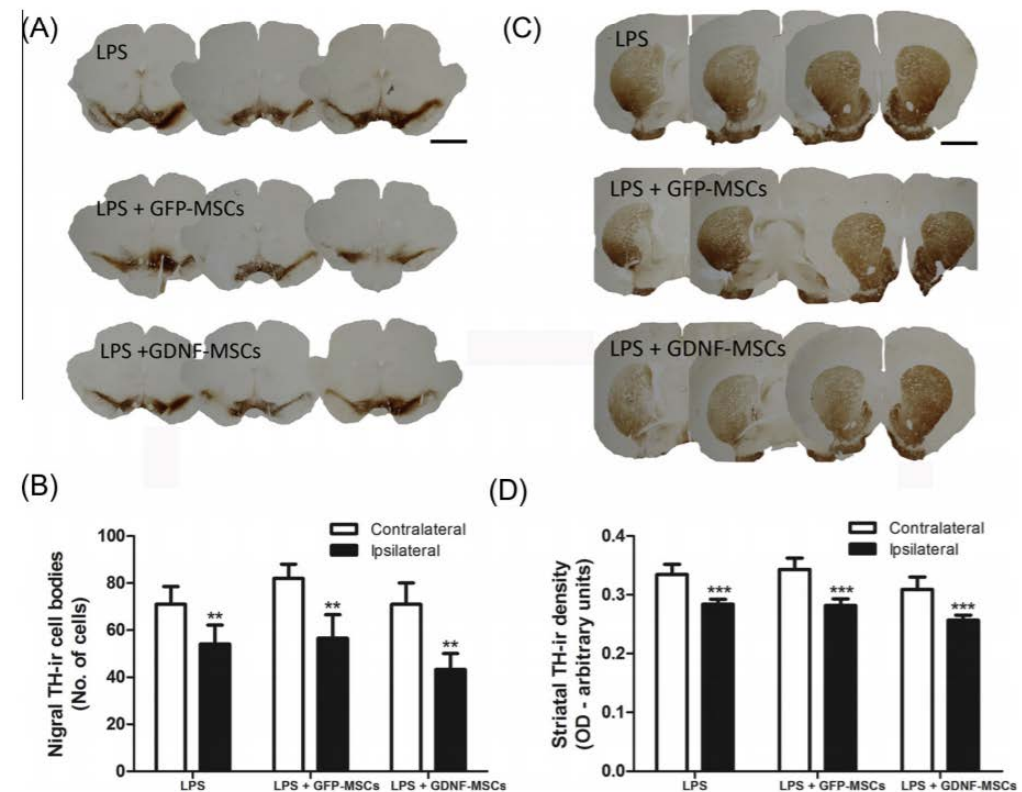 (A)
LPS
LPS + GFP-MSCs
LPS +GDNF-MSCs
(C)
LPS
LPS + GFP-MSCs
LPS + GDNF-MSCs
(B)
Nigral TH-ir cell bodies
(No. of cells)
100
80
60
40
20
0
Contralateral
Ipsilateral
**
**
**
LPS
LPS + GFP-MSCs
LPS + GDNF-MSCs
(D)
Striatal TH-ir density
(OD - arbitrary units)
0.4
0.3
0.2
0.1
0.0
Contralateral
Ipsilateral
***
***
***
LPS
LPS + GFP-MSCs
LPS + GDNF-MSCs